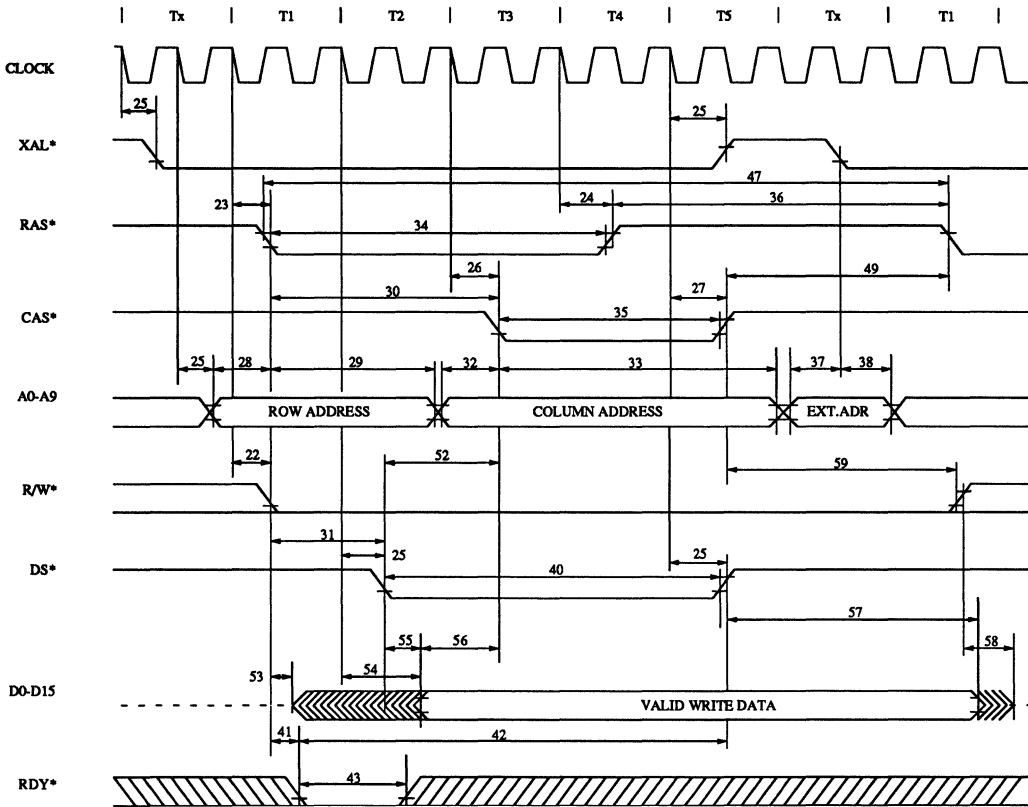 Tx T1 T2 T3 T4 T5 Tx T1
CLOCK
25 25
XAL*
47
23 24 36
34
RAS*
26 27 49
30
CAS* 35
25 28 29 32 33 37 38
A0-A9
ROW ADDRESS COLUMN ADDRESS EXT.ADR
22 52 59
R/W*
31
25 25
DS* 40
57
55 56 58
53 54
D0-D15
VALID WRITE DATA
41 42
43
RDY*